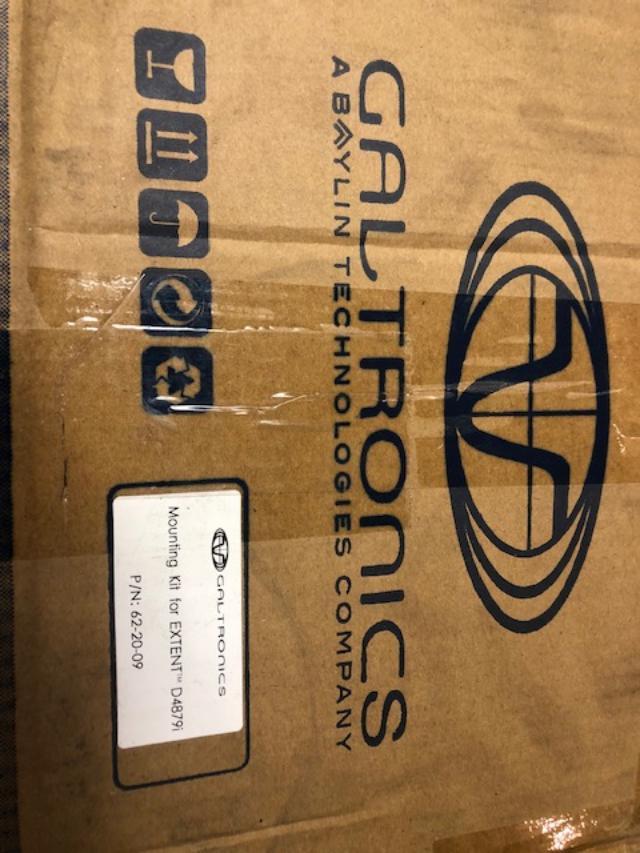 GALTRONICS
A BAYLIN TECHNOLOGIES COMPANY
GALTRONICS
Mounting Kit for EXTENT™ D4879i
P/N: 62-20-09